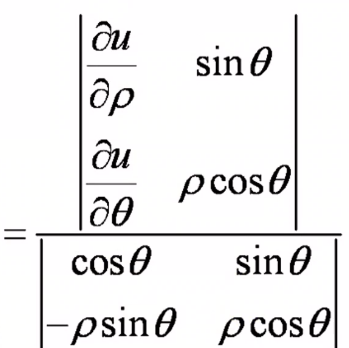 ∂u/∂ρ sinθ
∂u/∂θ ρcosθ
=
cosθ sinθ
−ρsinθ ρcosθ